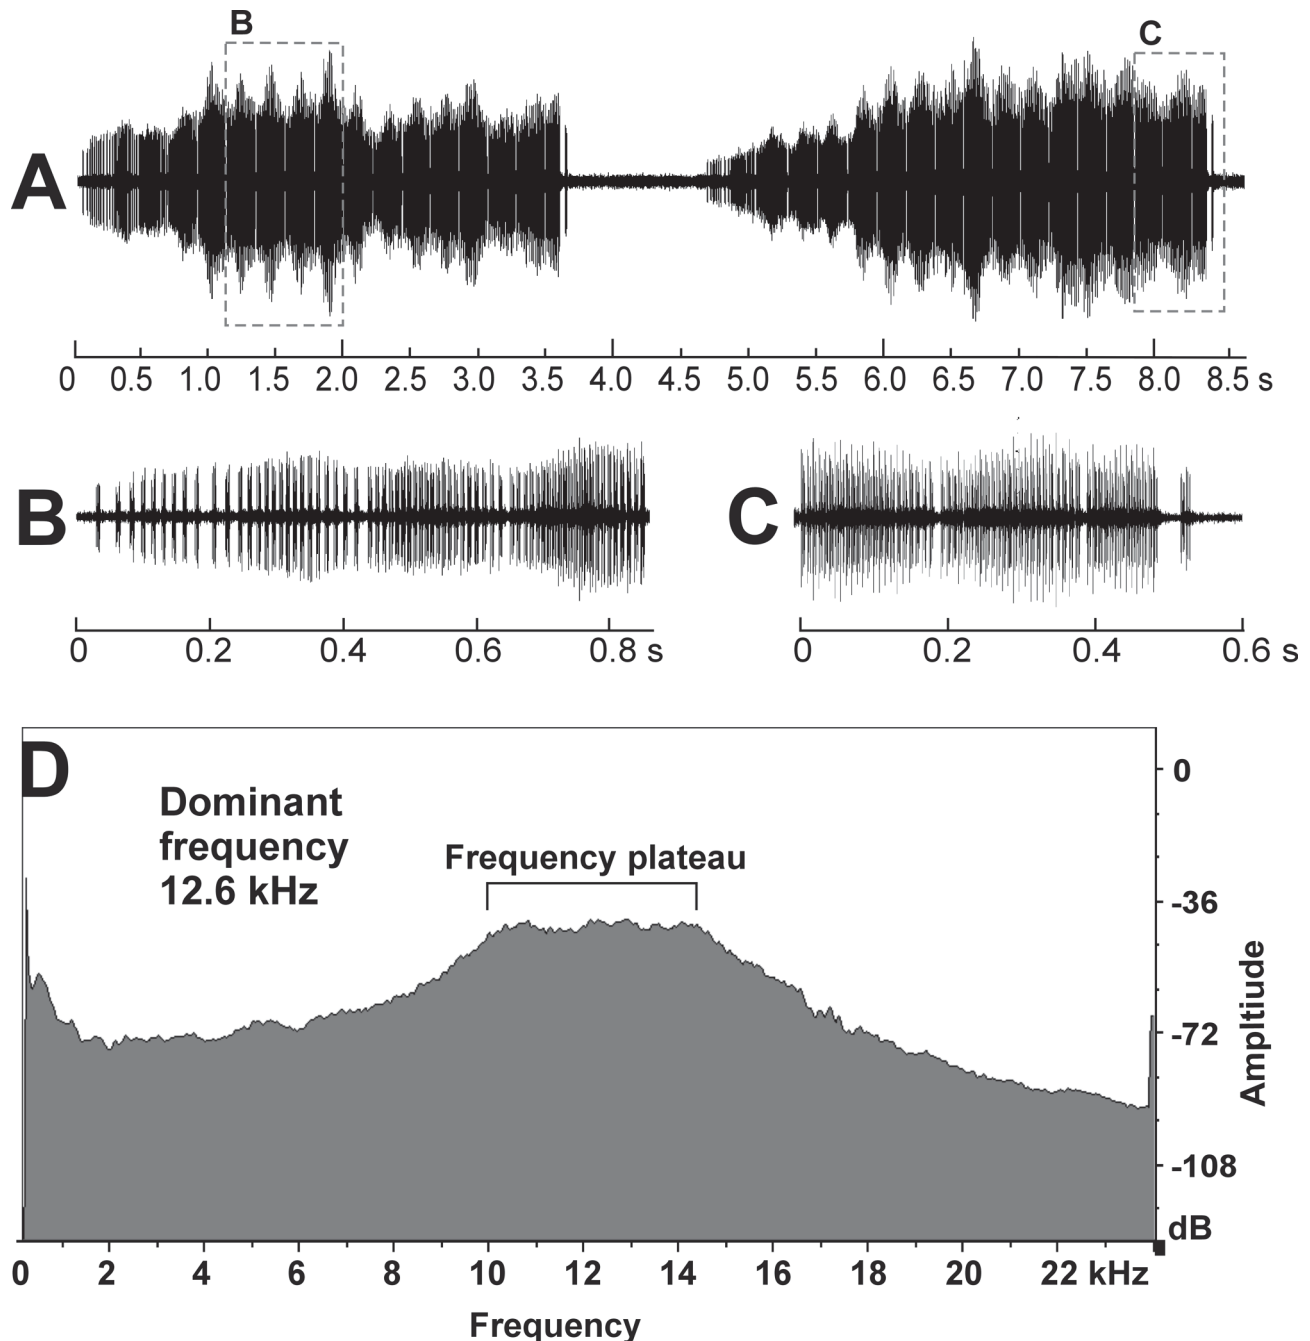 B
C
A
0 0.5 1.0 1.5 2.0 2.5 3.0 3.5 4.0 4.5 5.0 5.5 6.0 6.5 7.0 7.5 8.0 8.5 s
B
0 0.2 0.4 0.6 0.8 s
C
0 0.2 0.4 0.6 s
D
Dominant
frequency
12.6 kHz
Frequency plateau
0
-36
-72
-108
dB
Ampltiude
0 2 4 6 8 10 12 14 16 18 20 22 kHz
Frequency